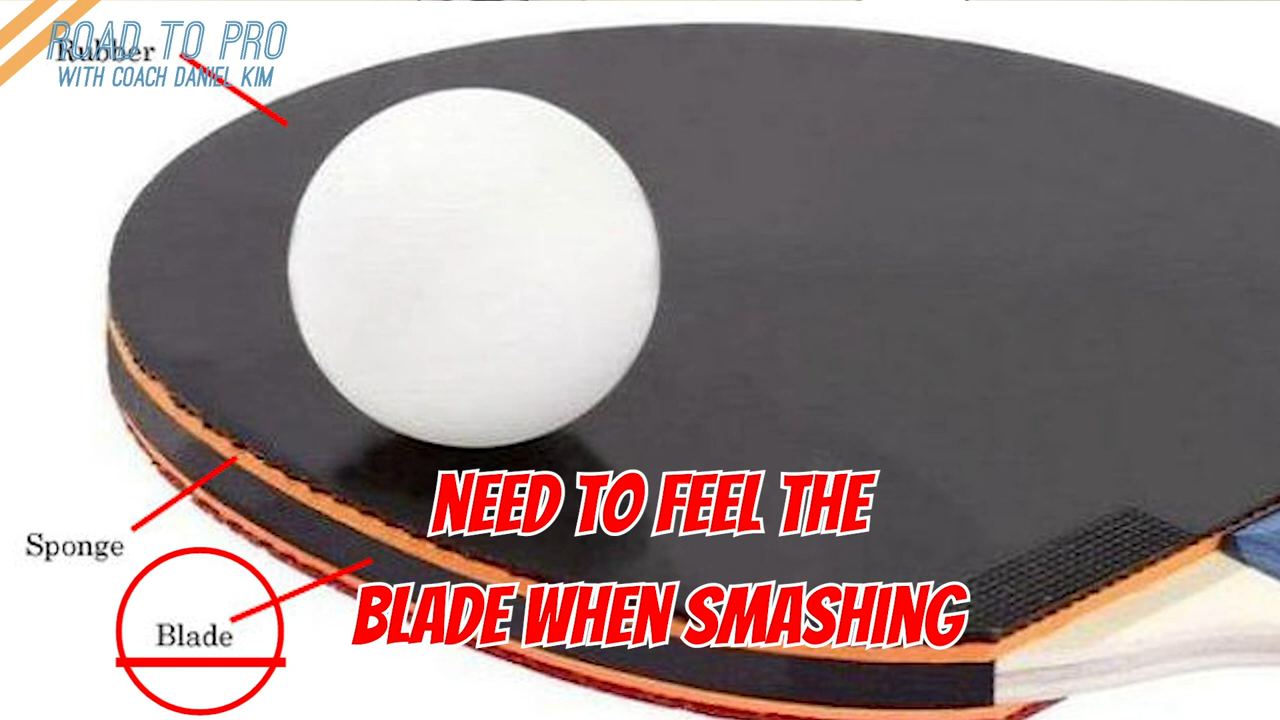 ROAD TO PRO
Rubber
WITH COACH DANIEL KIM
NEED TO FEEL THE
Sponge
BLADE WHEN SMASHING
Blade